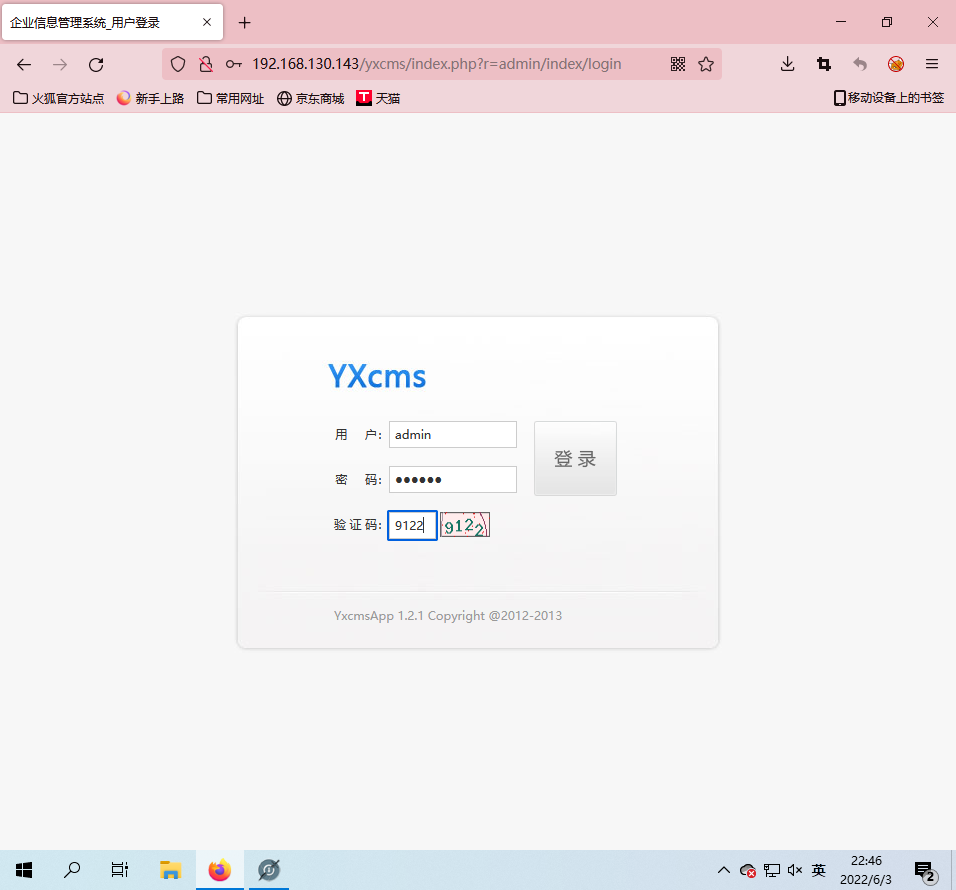 企业信息管理系统_用户登录
192.168.130.143/yxcms/index.php?r=admin/index/login
火狐官方站点 新手上路 常用网址 京东商城 T 天猫 移动设备上的书签
YXcms
用 户: admin
登 录
密 码: ●●●●●●
验证码: 9122 9122
YxcmsApp 1.2.1 Copyright @2012-2013
英
22:46
2022/6/3
2